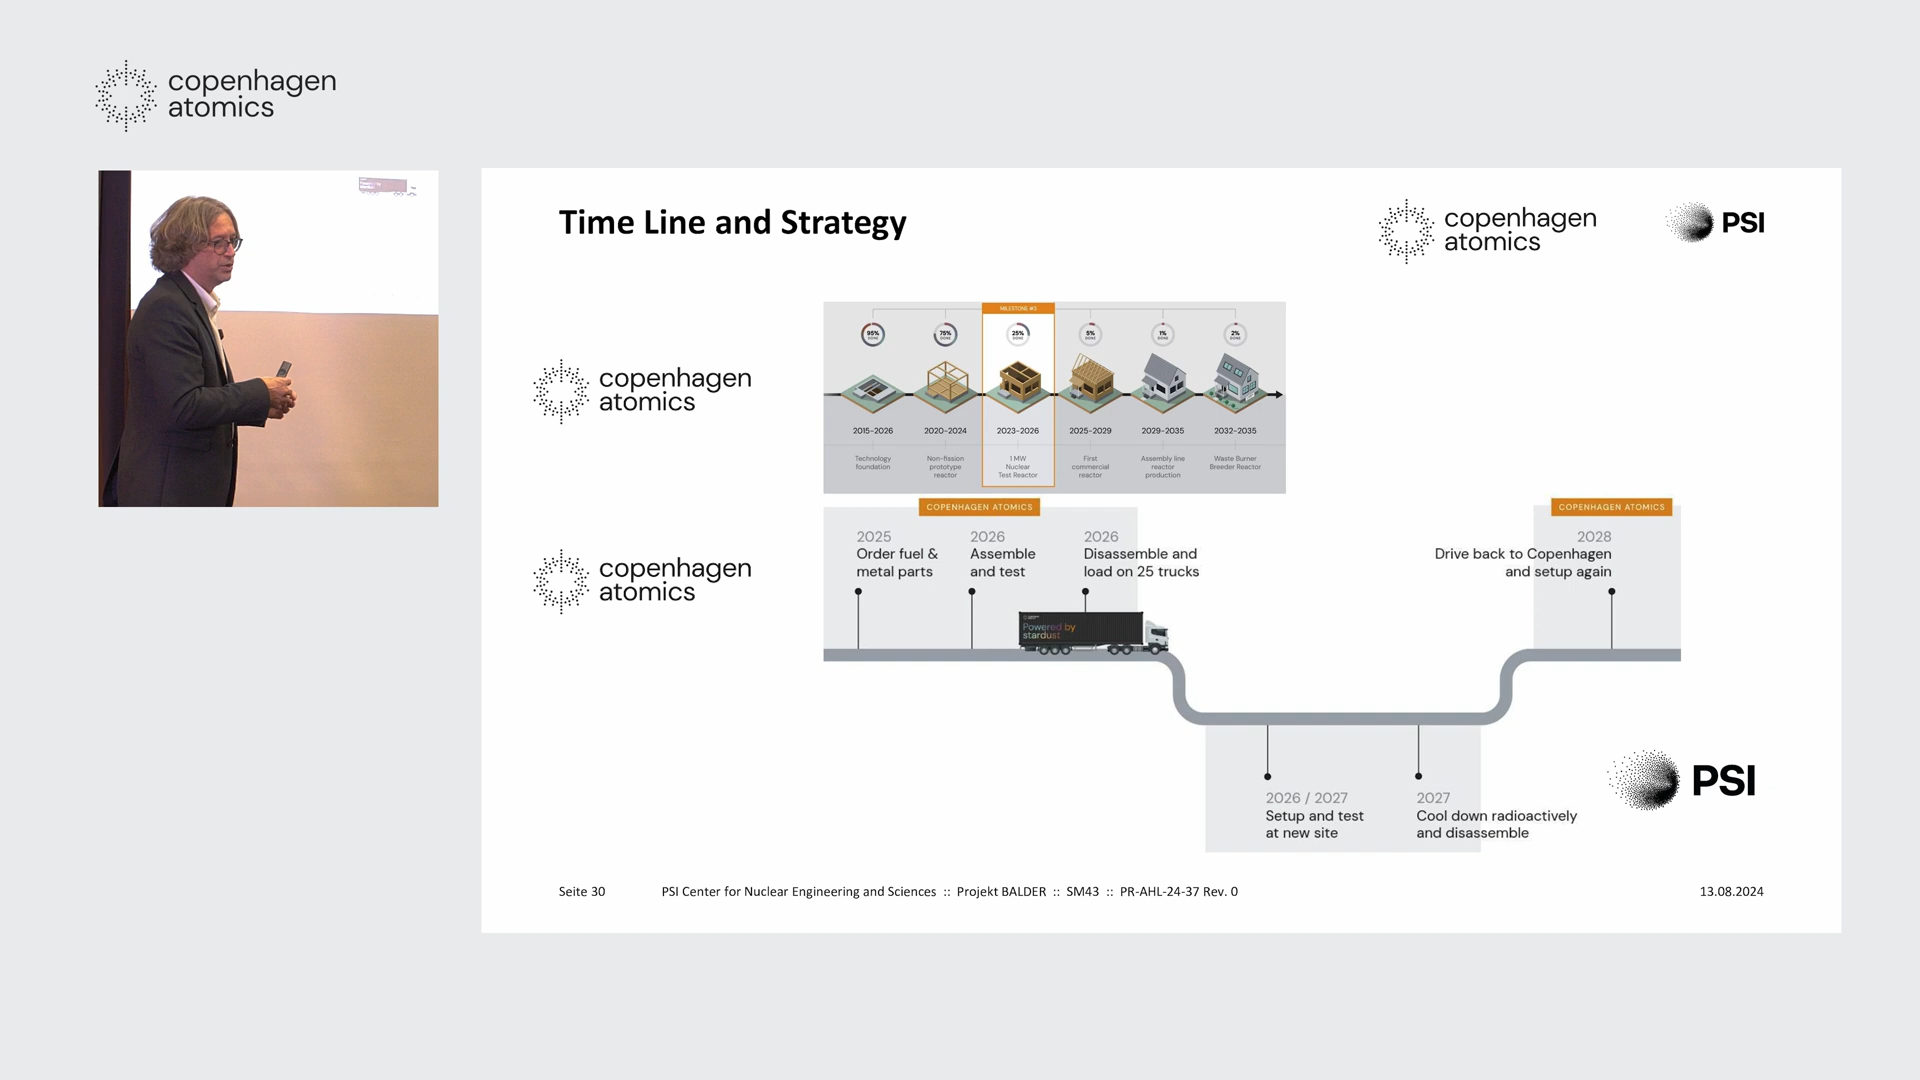 copenhagen
atomics
Time Line and Strategy
copenhagen
atomics
PSI
copenhagen
atomics
MILESTONE #3
95%
DONE
75%
DONE
25%
DONE
5%
DONE
1%
DONE
2%
DONE
2015-2026
2020-2024
2023-2026
2025-2029
2029-2035
2032-2035
Technology
foundation
Non-fission
prototype
reactor
1 MW
Nuclear
Test Reactor
First
commercial
reactor
Assembly line
reactor
production
Waste Burner
Breeder Reactor
copenhagen
atomics
COPENHAGEN ATOMICS
2025
Order fuel &
metal parts
2026
Assemble
and test
2026
Disassemble and
load on 25 trucks
Powered by
stardust
COPENHAGEN ATOMICS
2028
Drive back to Copenhagen
and setup again
2026 / 2027
Setup and test
at new site
2027
Cool down radioactively
and disassemble
PSI
Seite 30
PSI Center for Nuclear Engineering and Sciences :: Projekt BALDER :: SM43 :: PR-AHL-24-37 Rev. 0
13.08.2024